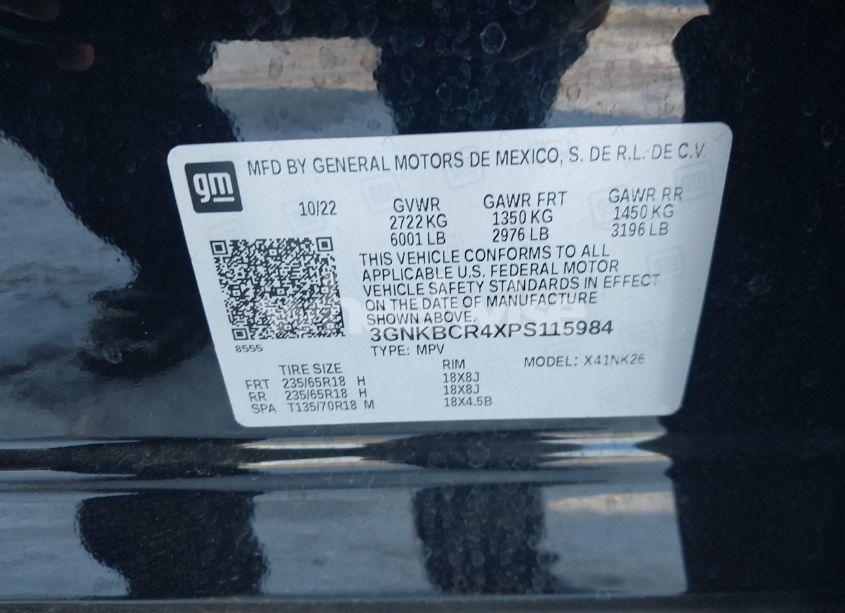 gm
MFD BY GENERAL MOTORS DE MEXICO, S. DE R.L. DE C.V.
10/22 GVWR GAWR FRT GAWR RR
2722 KG 1350 KG 1450 KG
6001 LB 2976 LB 3196 LB
THIS VEHICLE CONFORMS TO ALL
APPLICABLE U.S. FEDERAL MOTOR
VEHICLE SAFETY STANDARDS IN EFFECT
ON THE DATE OF MANUFACTURE
SHOWN ABOVE.
3GNKBCR4XPS115984
8555
TYPE: MPV MODEL: X41NK26
TIRE SIZE RIM
FRT 235/65R18 H 18X8J
RR 235/65R18 H 18X8J
SPA T135/70R18 M 18X4.5B